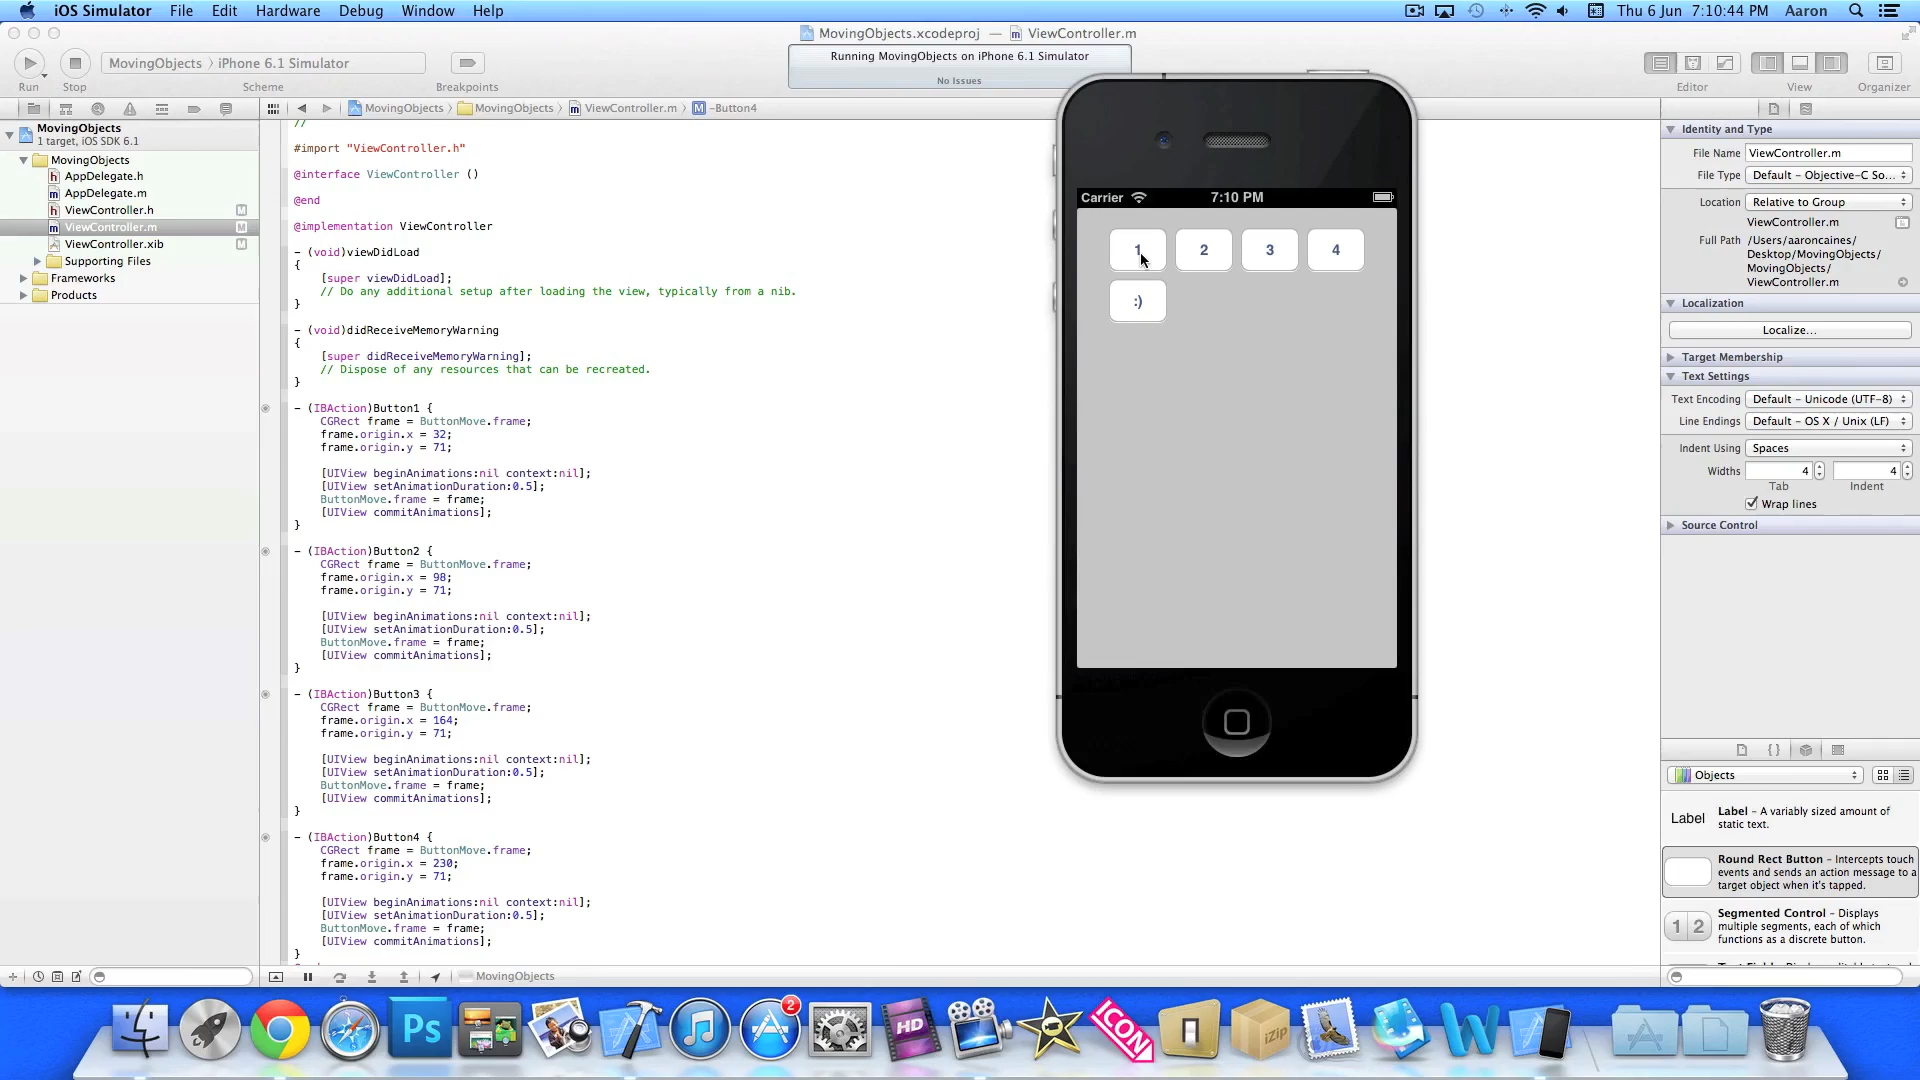 iOS Simulator File Edit Hardware Debug Window Help
Thu 6 Jun 7:10:44 PM Aaron
MovingObjects.xcodeproj — ViewController.m
MovingObjects iPhone 6.1 Simulator
Running MovingObjects on iPhone 6.1 Simulator
No Issues
Run Stop Scheme Breakpoints Editor View Organizer
MovingObjects MovingObjects ViewController.m M -Button4
MovingObjects
1 target, iOS SDK 6.1
MovingObjects
h AppDelegate.h
m AppDelegate.m
h ViewController.h M
m ViewController.m M
ViewController.xib M
Supporting Files
Frameworks
Products
//
#import "ViewController.h"
@interface ViewController ()
@end
@implementation ViewController
- (void)viewDidLoad
{
[super viewDidLoad];
// Do any additional setup after loading the view, typically from a nib.
}
- (void)didReceiveMemoryWarning
{
[super didReceiveMemoryWarning];
// Dispose of any resources that can be recreated.
}
- (IBAction)Button1 {
CGRect frame = ButtonMove.frame;
frame.origin.x = 32;
frame.origin.y = 71;
[UIView beginAnimations:nil context:nil];
[UIView setAnimationDuration:0.5];
ButtonMove.frame = frame;
[UIView commitAnimations];
}
- (IBAction)Button2 {
CGRect frame = ButtonMove.frame;
frame.origin.x = 98;
frame.origin.y = 71;
[UIView beginAnimations:nil context:nil];
[UIView setAnimationDuration:0.5];
ButtonMove.frame = frame;
[UIView commitAnimations];
}
- (IBAction)Button3 {
CGRect frame = ButtonMove.frame;
frame.origin.x = 164;
frame.origin.y = 71;
[UIView beginAnimations:nil context:nil];
[UIView setAnimationDuration:0.5];
ButtonMove.frame = frame;
[UIView commitAnimations];
}
- (IBAction)Button4 {
CGRect frame = ButtonMove.frame;
frame.origin.x = 230;
frame.origin.y = 71;
[UIView beginAnimations:nil context:nil];
[UIView setAnimationDuration:0.5];
ButtonMove.frame = frame;
[UIView commitAnimations];
}
MovingObjects
Carrier 7:10 PM
1 2 3 4
:)
Identity and Type
File Name ViewController.m
File Type Default - Objective-C So...
Location Relative to Group
ViewController.m
Full Path /Users/aaroncaines/
Desktop/MovingObjects/
MovingObjects/
ViewController.m
Localization
Localize...
Target Membership
Text Settings
Text Encoding Default - Unicode (UTF-8)
Line Endings Default - OS X / Unix (LF)
Indent Using Spaces
Widths 4 4
Tab Indent
Wrap lines
Source Control
{}
Objects
Label Label - A variably sized amount of
static text.
Round Rect Button - Intercepts touch
events and sends an action message to a
target object when it's tapped.
1 2 Segmented Control - Displays
multiple segments, each of which
functions as a discrete button.
Ps
2
HD
ICON
iZip
W